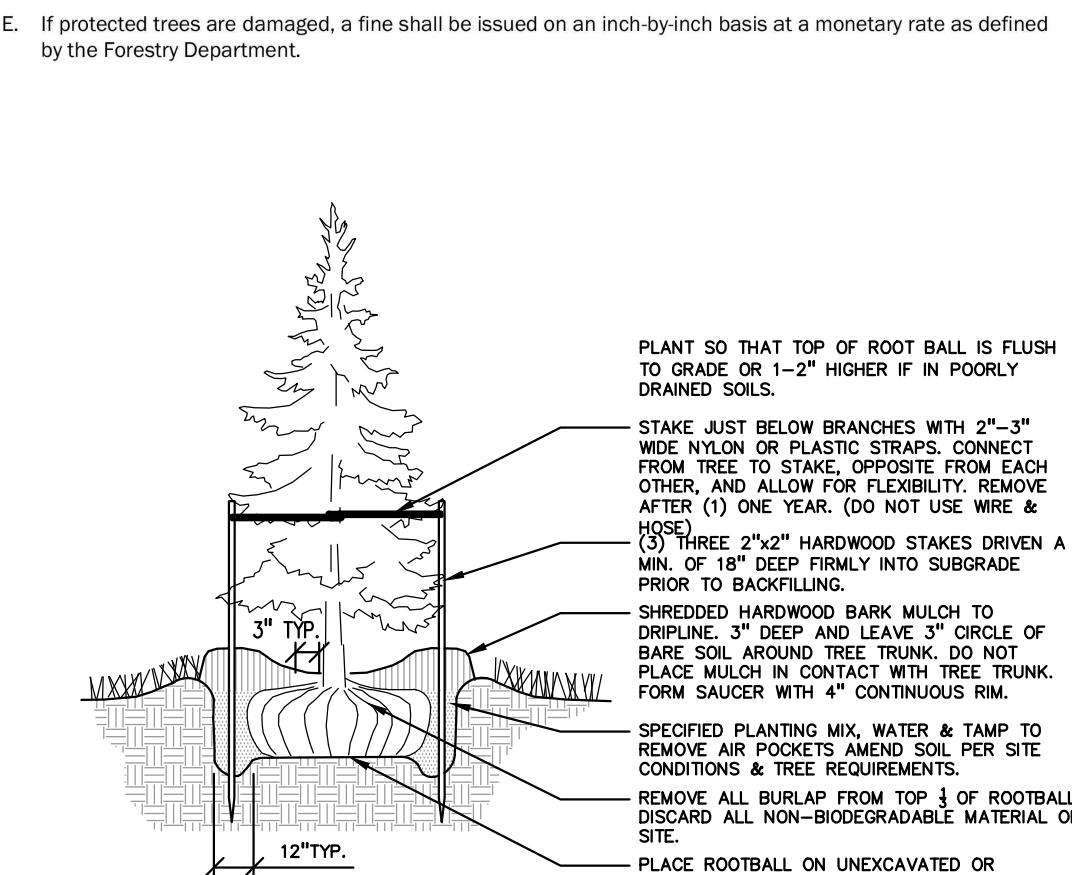 E. If protected trees are damaged, a fine shall be issued on an inch-by-inch basis at a monetary rate as defined
by the Forestry Department.
PLANT SO THAT TOP OF ROOT BALL IS FLUSH
TO GRADE OR 1-2" HIGHER IF IN POORLY
DRAINED SOILS.
STAKE JUST BELOW BRANCHES WITH 2"-3"
WIDE NYLON OR PLASTIC STRAPS. CONNECT
FROM TREE TO STAKE, OPPOSITE FROM EACH
OTHER, AND ALLOW FOR FLEXIBILITY. REMOVE
AFTER (1) ONE YEAR. (DO NOT USE WIRE &
HOSE)
(3) THREE 2"x2" HARDWOOD STAKES DRIVEN A
MIN. OF 18" DEEP FIRMLY INTO SUBGRADE
PRIOR TO BACKFILLING.
SHREDDED HARDWOOD BARK MULCH TO
DRIPLINE. 3" DEEP AND LEAVE 3" CIRCLE OF
BARE SOIL AROUND TREE TRUNK. DO NOT
PLACE MULCH IN CONTACT WITH TREE TRUNK.
FORM SAUCER WITH 4" CONTINUOUS RIM.
SPECIFIED PLANTING MIX, WATER & TAMP TO
REMOVE AIR POCKETS AMEND SOIL PER SITE
CONDITIONS & TREE REQUIREMENTS.
REMOVE ALL BURLAP FROM TOP 1/3 OF ROOTBALL
DISCARD ALL NON-BIODEGRADABLE MATERIAL
SITE.
PLACE ROOTBALL ON UNEXCAVATED OR
3" TYP.
12"TYP.